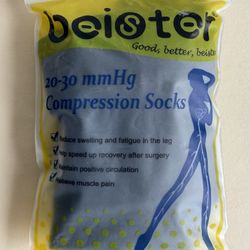 beister
Good, better, beister
20-30 mmHg
Compression Socks
Reduce swelling and fatigue in the leg
Help speed up recovery after surgery
Maintain positive circulation
Relieve muscle pain